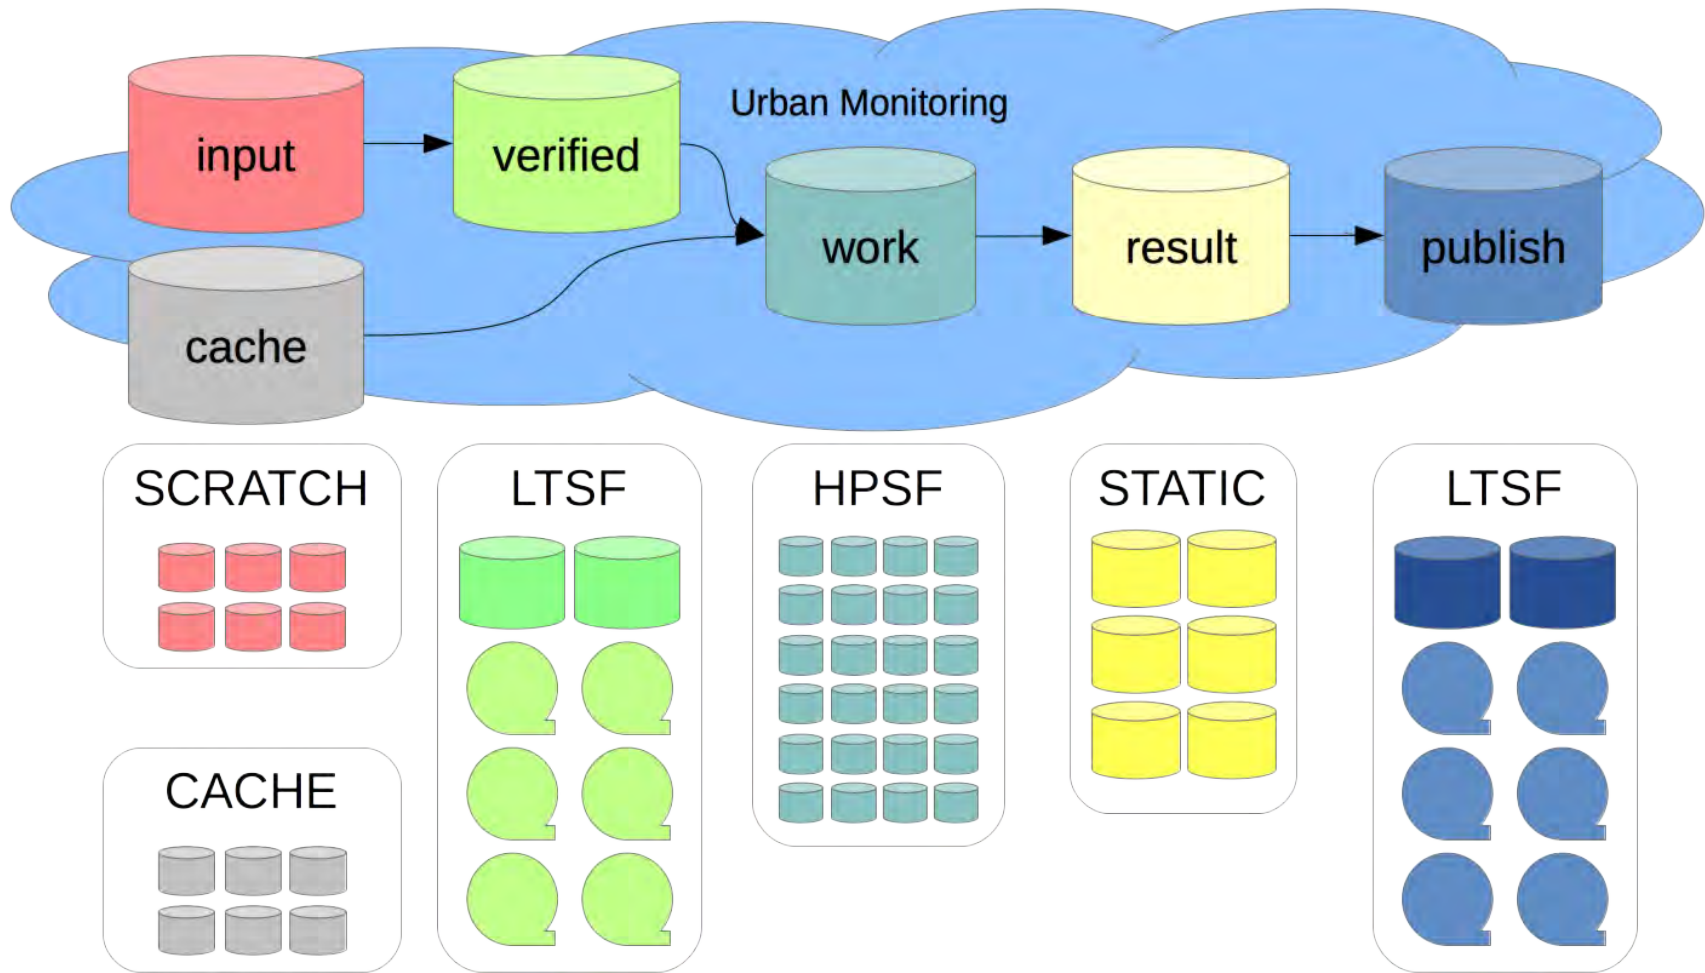 Urban Monitoring
input
verified
cache
work
result
publish
SCRATCH
LTSF
HPSF
STATIC
LTSF
CACHE